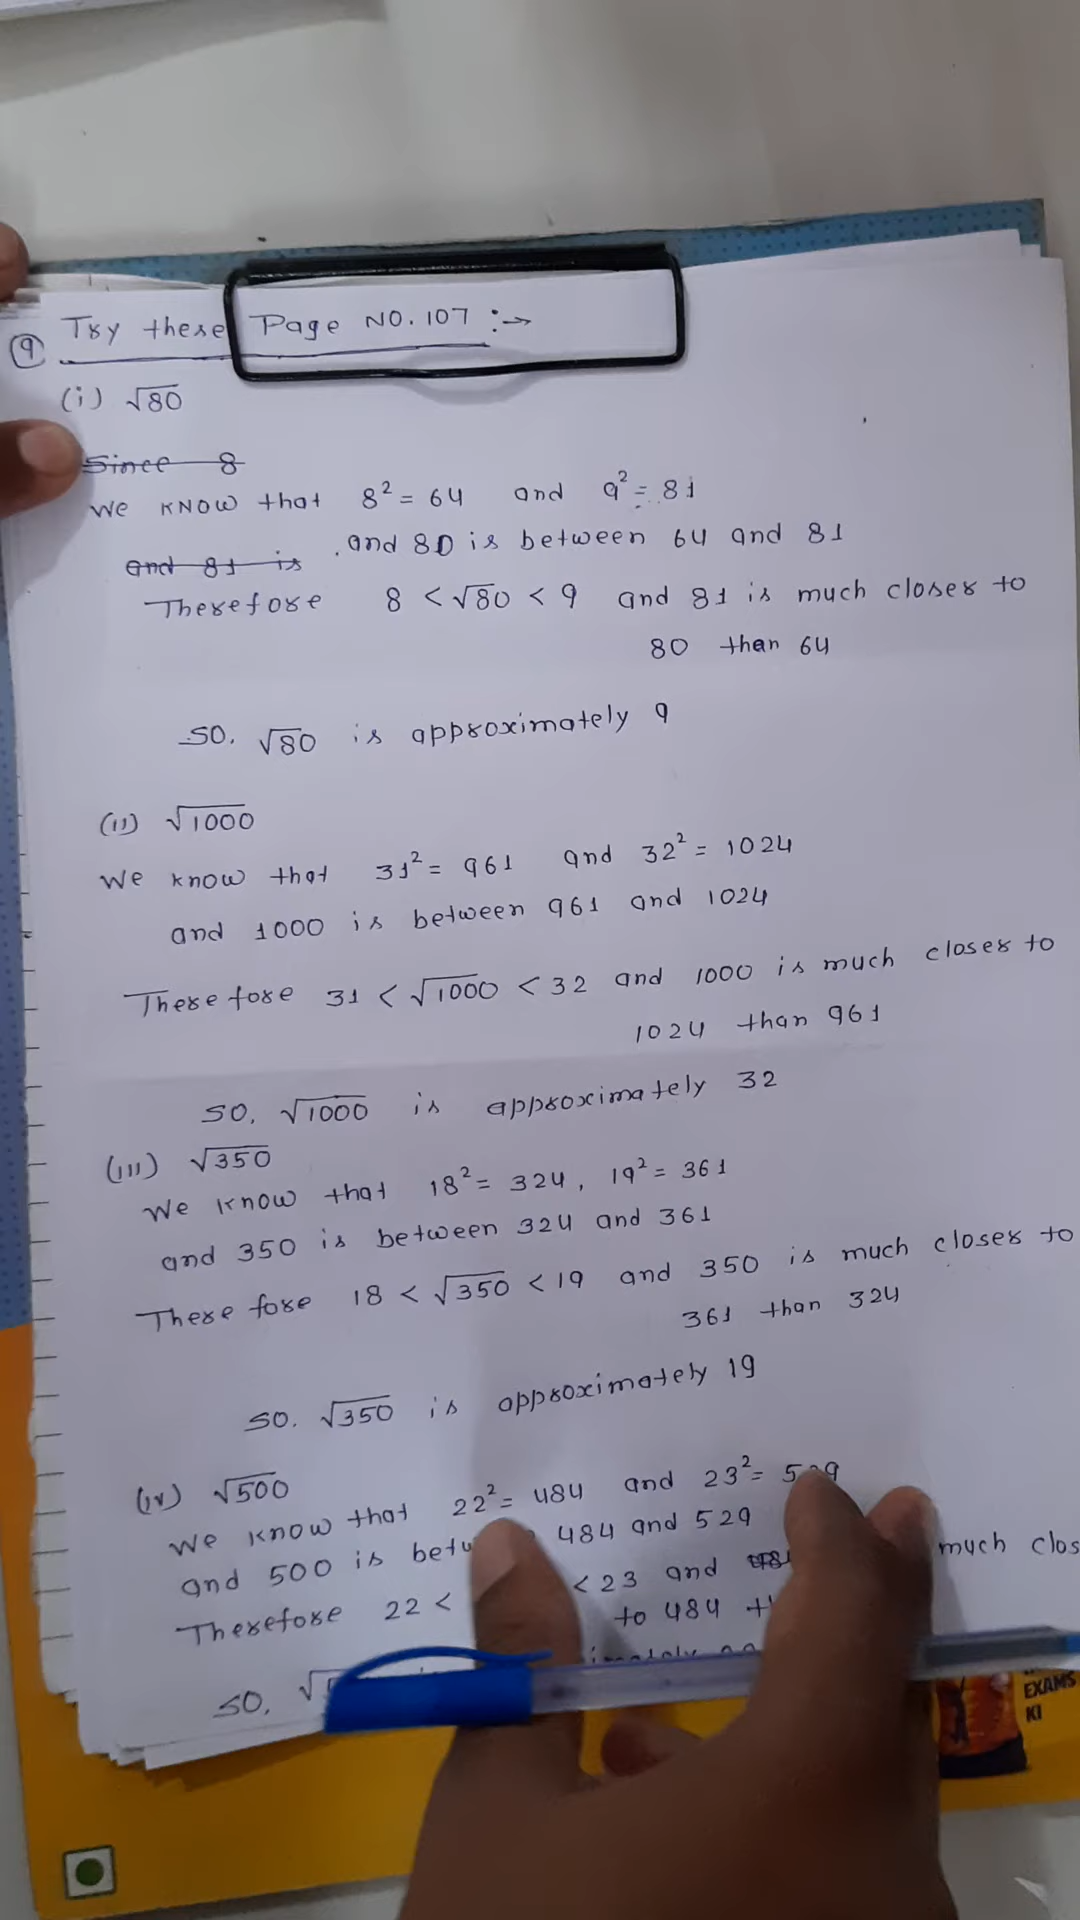 9 Try these Page NO. 107 :→
(i) √80
Since 8
We KNOW that 8² = 64 and 9² = 81
and 81 is . and 80 is between 64 and 81
Therefore 8 < √80 < 9 and 81 is much closer to
80 than 64
SO, √80 is approximately 9
(ii) √1000
We know that 31² = 961 and 32² = 1024
and 1000 is between 961 and 1024
Therefore 31 < √1000 < 32 and 1000 is much closer to
1024 than 961
SO, √1000 is approximately 32
(iii) √350
We know that 18² = 324, 19² = 361
and 350 is between 324 and 361
Therefore 18 < √350 < 19 and 350 is much closer to
361 than 324
SO. √350 is approximately 19
(iv) √500
We know that 22² = 484 and 23² = 529
and 500 is 484 and 529
Therefore 22 < < 23 and much clos
to 484
SO, √
EXAMS
KI